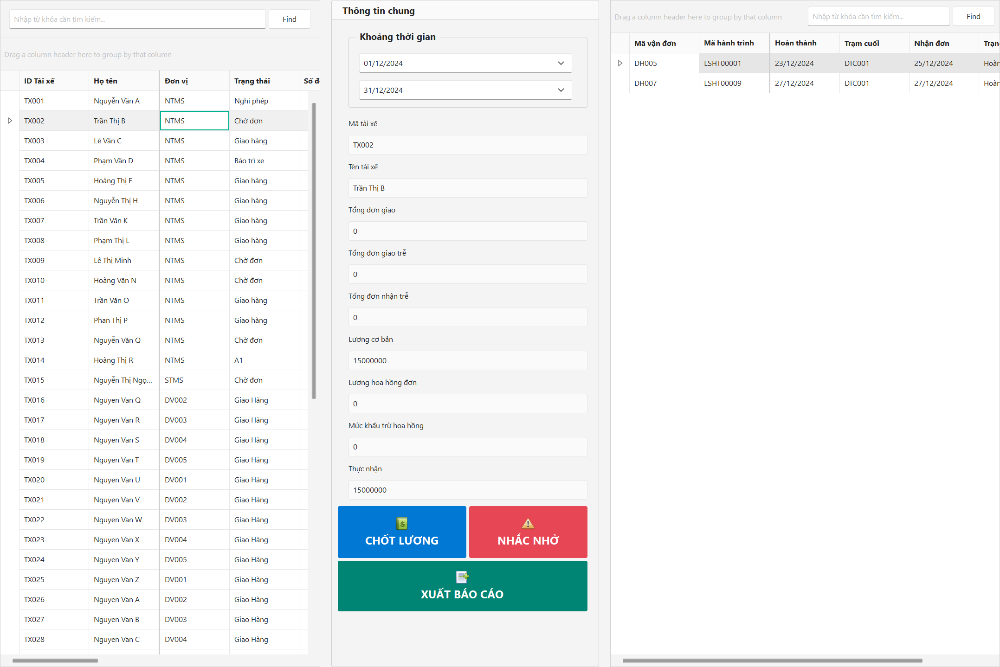 Nhập từ khóa cần tìm kiếm... Find
Drag a column header here to group by that column
ID Tài xế Họ tên Đơn vị Trạng thái Số đ
TX001 Nguyễn Văn A NTMS Nghỉ phép
TX002 Trần Thị B NTMS Chờ đơn
TX003 Lê Văn C NTMS Giao hàng
TX004 Phạm Văn D NTMS Bảo trì xe
TX005 Hoàng Thị E NTMS Giao hàng
TX006 Nguyễn Thị H NTMS Giao hàng
TX007 Trần Văn K NTMS Giao hàng
TX008 Phạm Thị L NTMS Giao hàng
TX009 Lê Thị Minh NTMS Chờ đơn
TX010 Hoàng Văn N NTMS Chờ đơn
TX011 Trần Văn O NTMS Giao hàng
TX012 Phan Thị P NTMS Giao hàng
TX013 Nguyễn Văn Q NTMS Chờ đơn
TX014 Hoàng Thị R NTMS A1
TX015 Nguyễn Thị Ngọ... STMS Chờ đơn
TX016 Nguyen Van Q DV002 Giao Hàng
TX017 Nguyen Van R DV003 Giao Hàng
TX018 Nguyen Van S DV004 Giao Hàng
TX019 Nguyen Van T DV005 Giao Hàng
TX020 Nguyen Van U DV001 Giao Hàng
TX021 Nguyen Van V DV002 Giao Hàng
TX022 Nguyen Van W DV003 Giao Hàng
TX023 Nguyen Van X DV004 Giao Hàng
TX024 Nguyen Van Y DV005 Giao Hàng
TX025 Nguyen Van Z DV001 Giao Hàng
TX026 Nguyen Van A DV002 Giao Hàng
TX027 Nguyen Van B DV003 Giao Hàng
TX028 Nguyen Van C DV004 Giao Hàng
Thông tin chung
Khoảng thời gian
01/12/2024
31/12/2024
Mã tài xế
TX002
Tên tài xế
Trần Thị B
Tổng đơn giao
0
Tổng đơn giao trễ
0
Tổng đơn nhận trễ
0
Lương cơ bản
15000000
Lương hoa hồng đơn
0
Mức khấu trừ hoa hồng
0
Thực nhận
15000000
CHỐT LƯƠNG
NHẮC NHỞ
XUẤT BÁO CÁO
Drag a column header here to group by that column Nhập từ khóa cần tìm kiếm... Find
Mã vận đơn Mã hành trình Hoàn thành Trạm cuối Nhận đơn Trạn
DH005 LSHT00001 23/12/2024 DTC001 25/12/2024 Hoàn
DH007 LSHT00009 27/12/2024 DTC001 27/12/2024 Hoàn